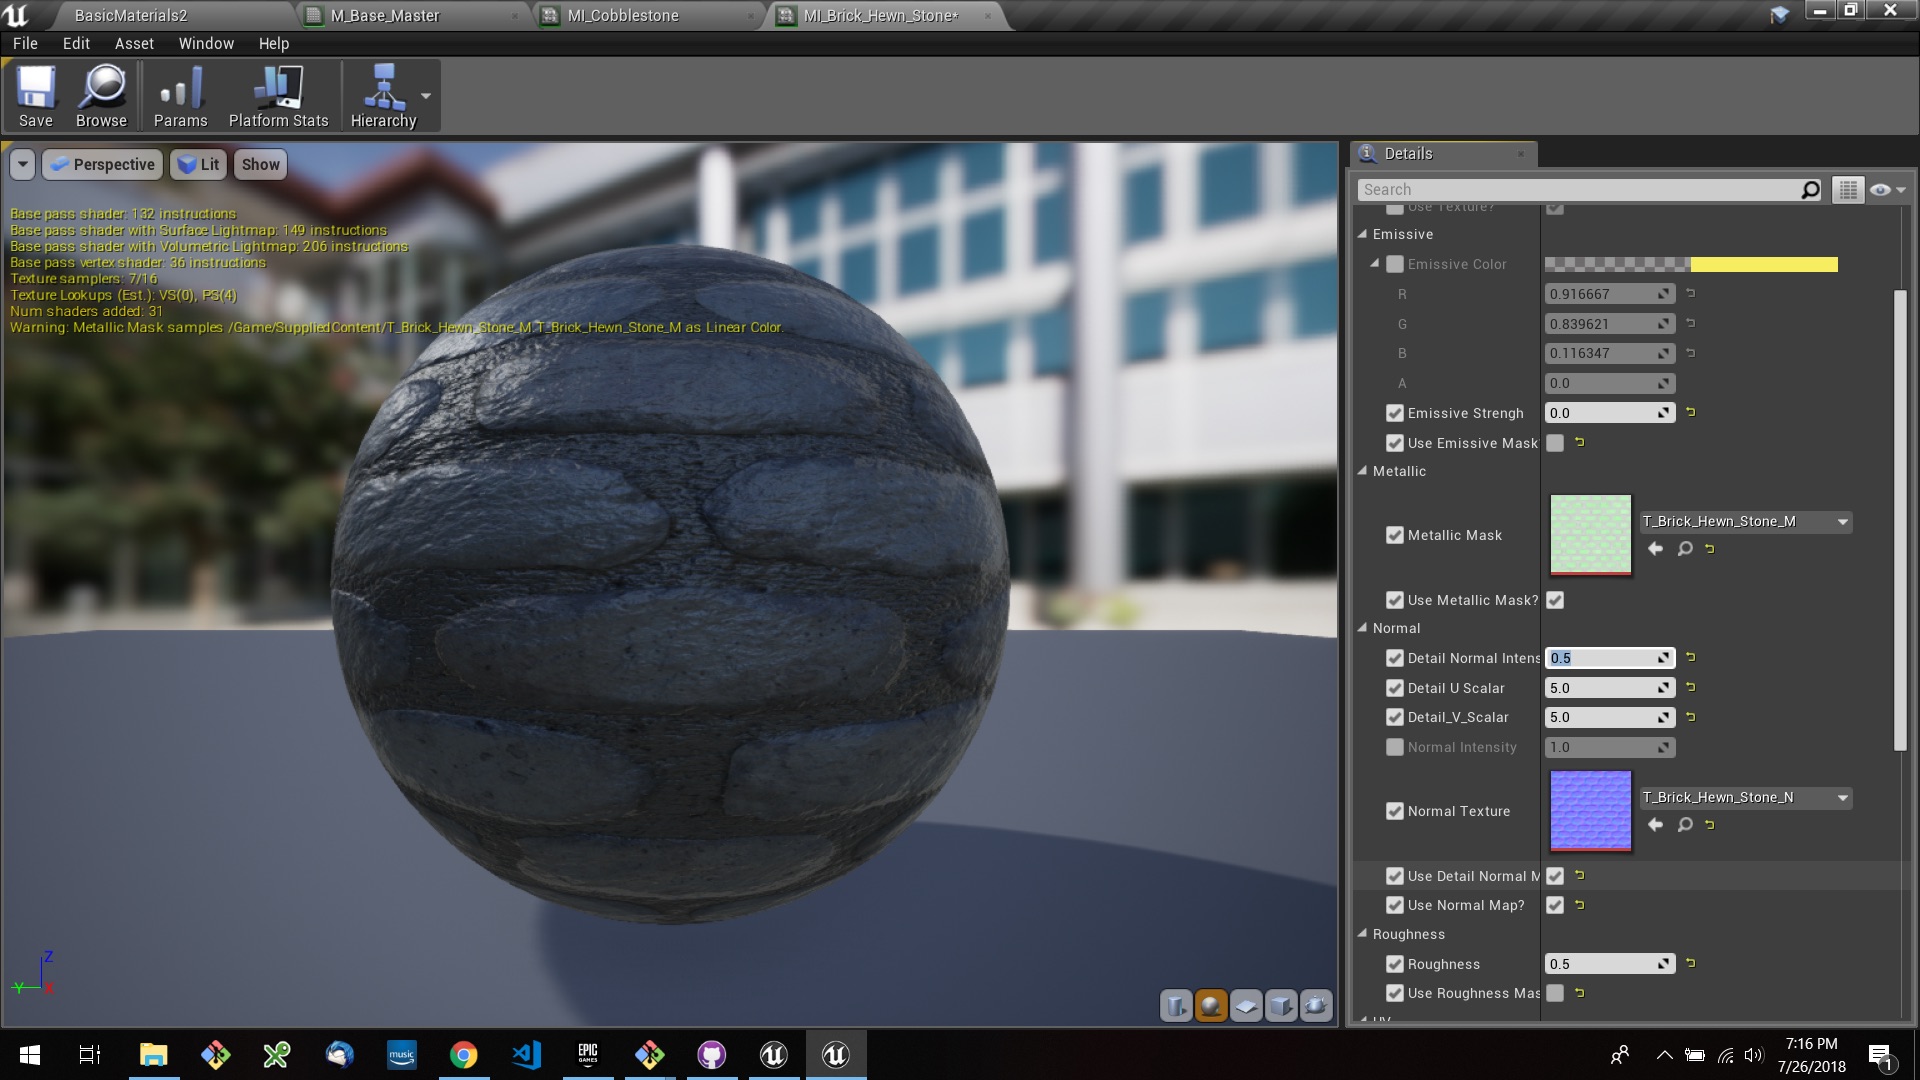 BasicMaterials2
M_Base_Master
MI_Cobblestone
MI_Brick_Hewn_Stone*
File Edit Asset Window Help
Save Browse Params Platform Stats Hierarchy
Perspective Lit Show
Base pass shader: 132 instructions
Base pass shader with Surface Lightmap: 149 instructions
Base pass shader with Volumetric Lightmap: 206 instructions
Base pass vertex shader: 36 instructions
Texture samplers: 7/16
Texture Lookups (Est.): VS(0), PS(4)
Num shaders added: 31
Warning: Metallic Mask samples /Game/SuppliedContent/T_Brick_Hewn_Stone_M.T_Brick_Hewn_Stone_M as Linear Color.
Z
Y X
Details
Search
Use Texture?
Emissive
Emissive Color
R 0.916667
G 0.839621
B 0.116347
A 0.0
Emissive Strengh 0.0
Use Emissive Mask
Metallic
Metallic Mask T_Brick_Hewn_Stone_M
Use Metallic Mask?
Normal
Detail Normal Intens 0.5
Detail U Scalar 5.0
Detail_V_Scalar 5.0
Normal Intensity 1.0
Normal Texture T_Brick_Hewn_Stone_N
Use Detail Normal M
Use Normal Map?
Roughness
Roughness 0.5
Use Roughness Mas
UV
music
EPIC
GAMES
7:16 PM
7/26/2018
1